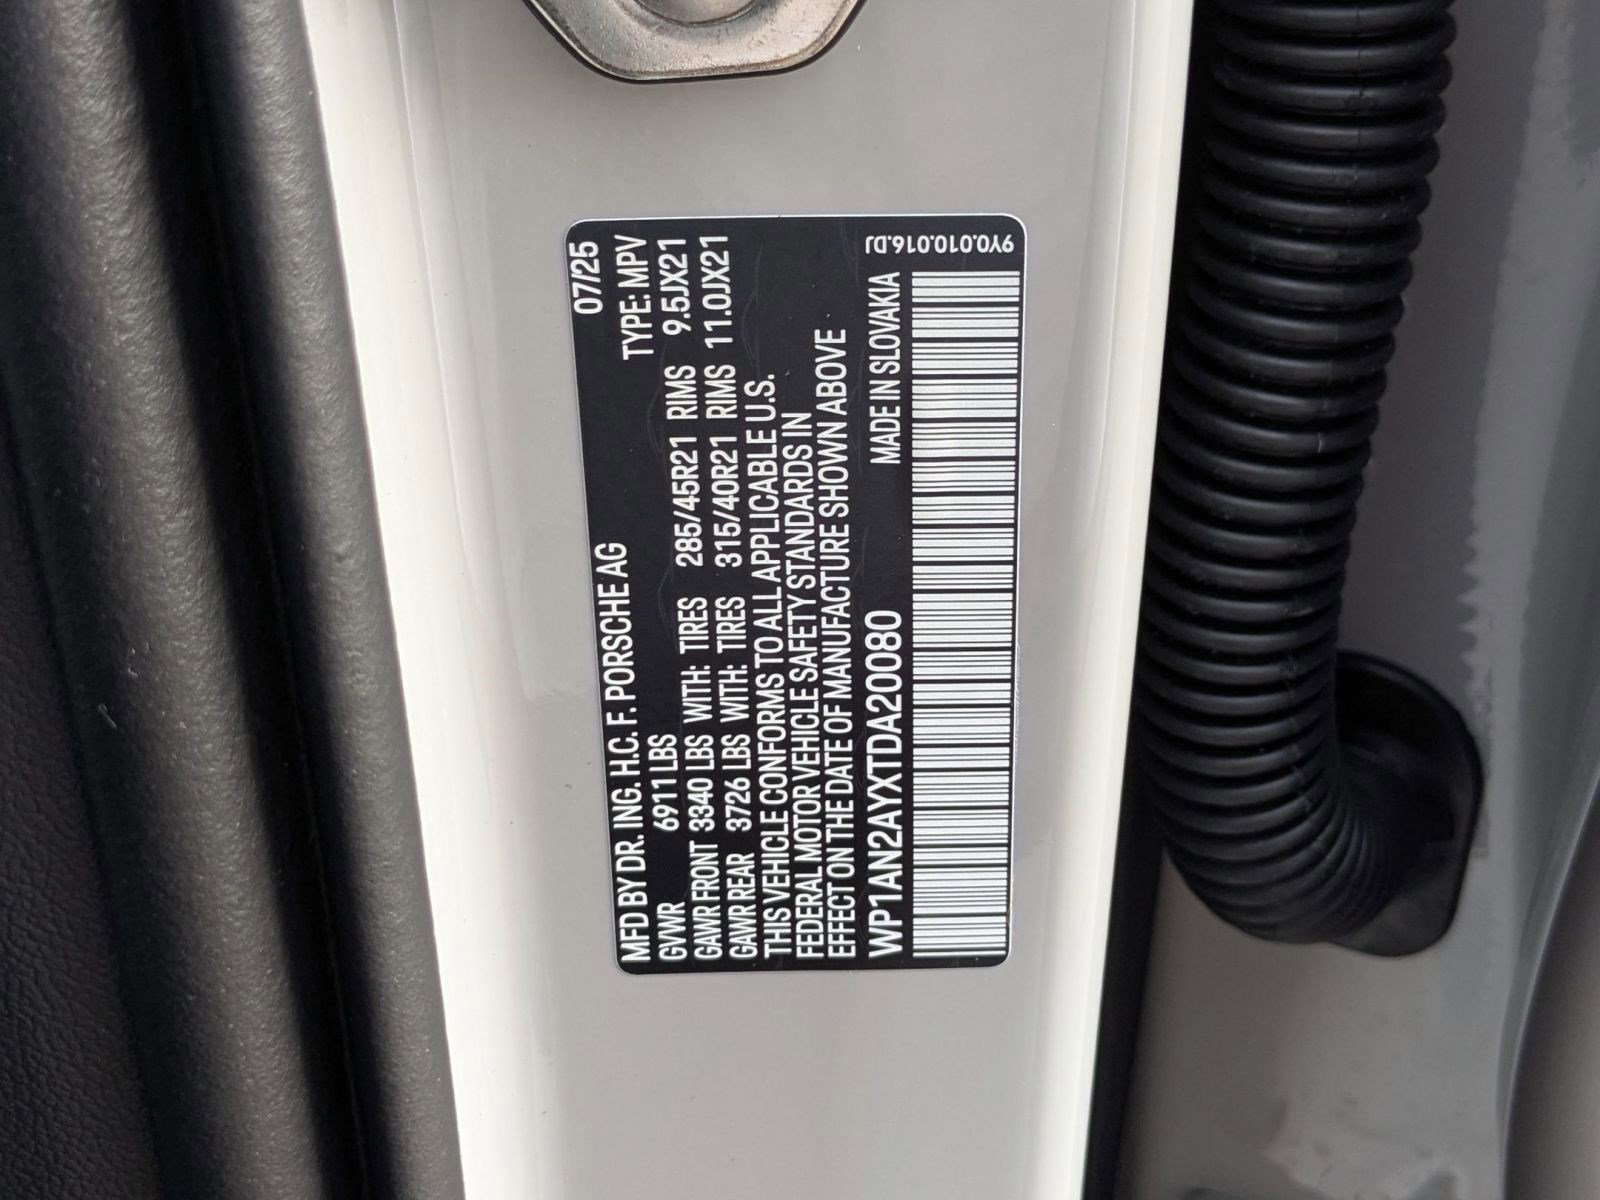 07/25
MFD BY DR. ING. H.C. F. PORSCHE AG
GVWR 6911 LBS TYPE: MPV
GAWR FRONT 3340 LBS WITH: TIRES 285/45R21 RIMS 9.5JX21
GAWR REAR 3726 LBS WITH: TIRES 315/40R21 RIMS 11.0JX21
THIS VEHICLE CONFORMS TO ALL APPLICABLE U.S.
FEDERAL MOTOR VEHICLE SAFETY STANDARDS IN
EFFECT ON THE DATE OF MANUFACTURE SHOWN ABOVE
WP1AN2AYXTDA20080 MADE IN SLOVAKIA
9Y0.010.016.DJ